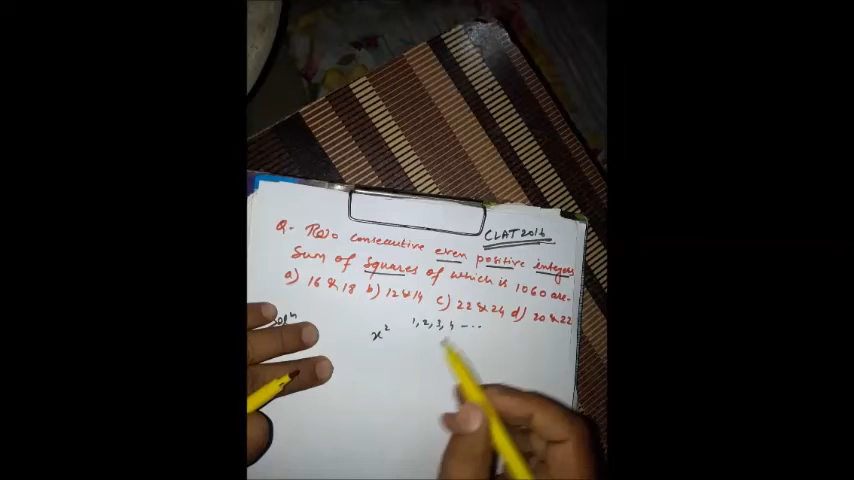 CLAT 2016
Q- Two consecutive even positive integers
Sum of squares of which is 1060 are-
a) 16 & 18 b) 12 & 14 c) 22 & 24 d) 20 & 22
x² 1, 2, 3, 4 ----